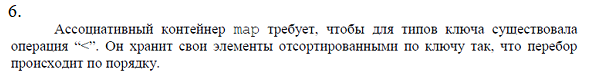 6.
Ассоциативный контейнер map требует, чтобы для типов ключа существовала
операция “<”. Он хранит свои элементы отсортированными по ключу так, что перебор
происходит по порядку.